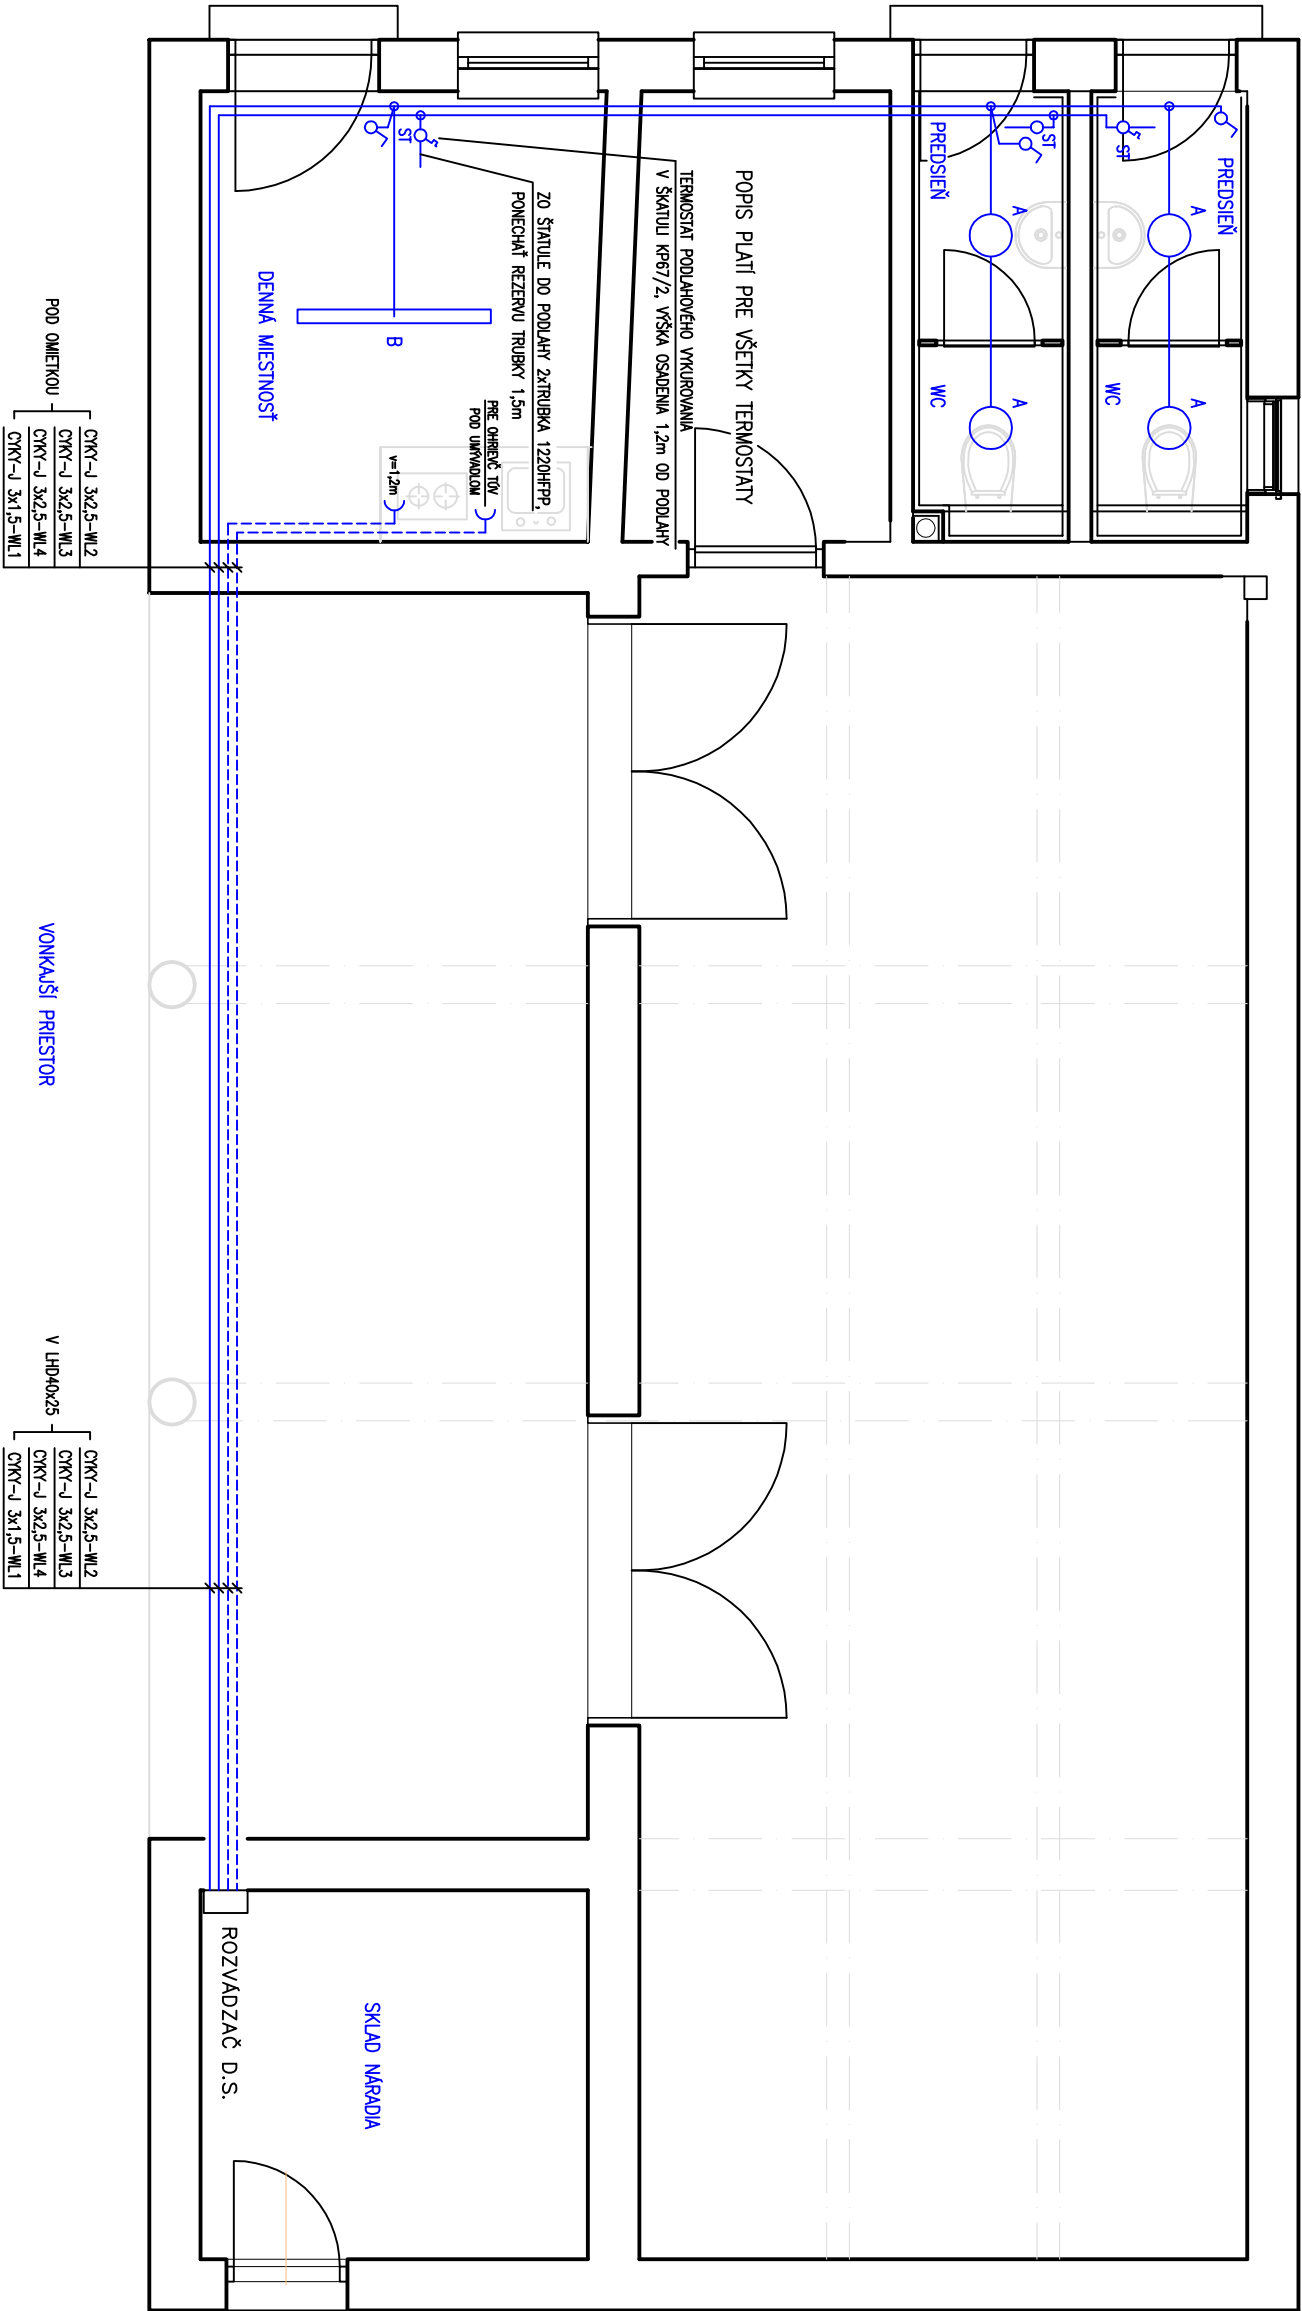 PREDSIEŇ
A
A
WC
ST
PREDSIEŇ
A
A
WC
ST
POPIS PLATÍ PRE VŠETKY TERMOSTATY
TERMOSTAT PODLAHOVÉHO VYKUROVANIA
V ŠKATULI KP67/2, VÝŠKA OSADENIA 1,2m OD PODLAHY
ZO ŠTATULE DO PODLAHY 2xTRUBKA 1220HFPP,
PONECHAŤ REZERVU TRUBKY 1,5m
PRE OHRIEVČ TÚV
POD UMÝVADLOM
ST
B
v=1,2m
DENNÁ MIESTNOSŤ
POD OMIETKOU
CYKY-J 3x2,5-WL2
CYKY-J 3x2,5-WL3
CYKY-J 3x2,5-WL4
CYKY-J 3x1,5-WL1
VONKAJŠÍ PRIESTOR
V LHD40x25
CYKY-J 3x2,5-WL2
CYKY-J 3x2,5-WL3
CYKY-J 3x2,5-WL4
CYKY-J 3x1,5-WL1
SKLAD NÁRADIA
ROZVÁDZAČ D.S.